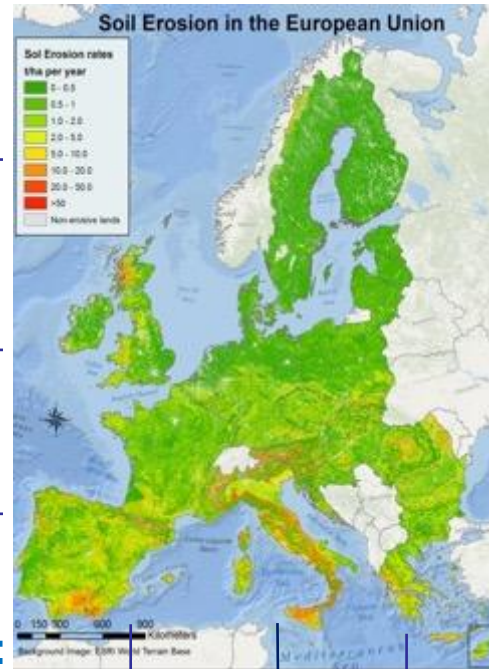 Soil Erosion in the European Union
Sol Erosion rates
t/ha per year
0 - 0.5
0.5 - 1
1.0 - 2.0
2.0 - 5.0
5.0 - 10.0
10.0 - 20.0
20.0 - 50.0
>50
Non-erosive lands
0 150 300 600 900
Kilometers
Background Image: ESRI World Terrain Base
Mediterranean